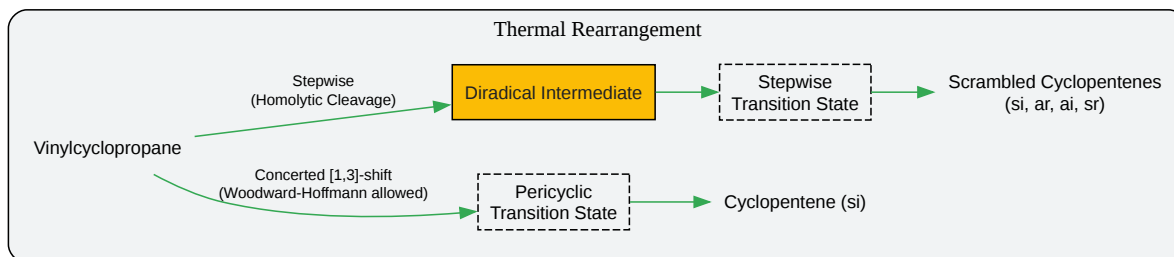 Thermal Rearrangement
Stepwise
(Homolytic Cleavage)
Diradical Intermediate
Stepwise
Transition State
Scrambled Cyclopentenes
(si, ar, ai, sr)
Vinylcyclopropane
Concerted [1,3]-shift
(Woodward-Hoffmann allowed)
Pericyclic
Transition State
Cyclopentene (si)